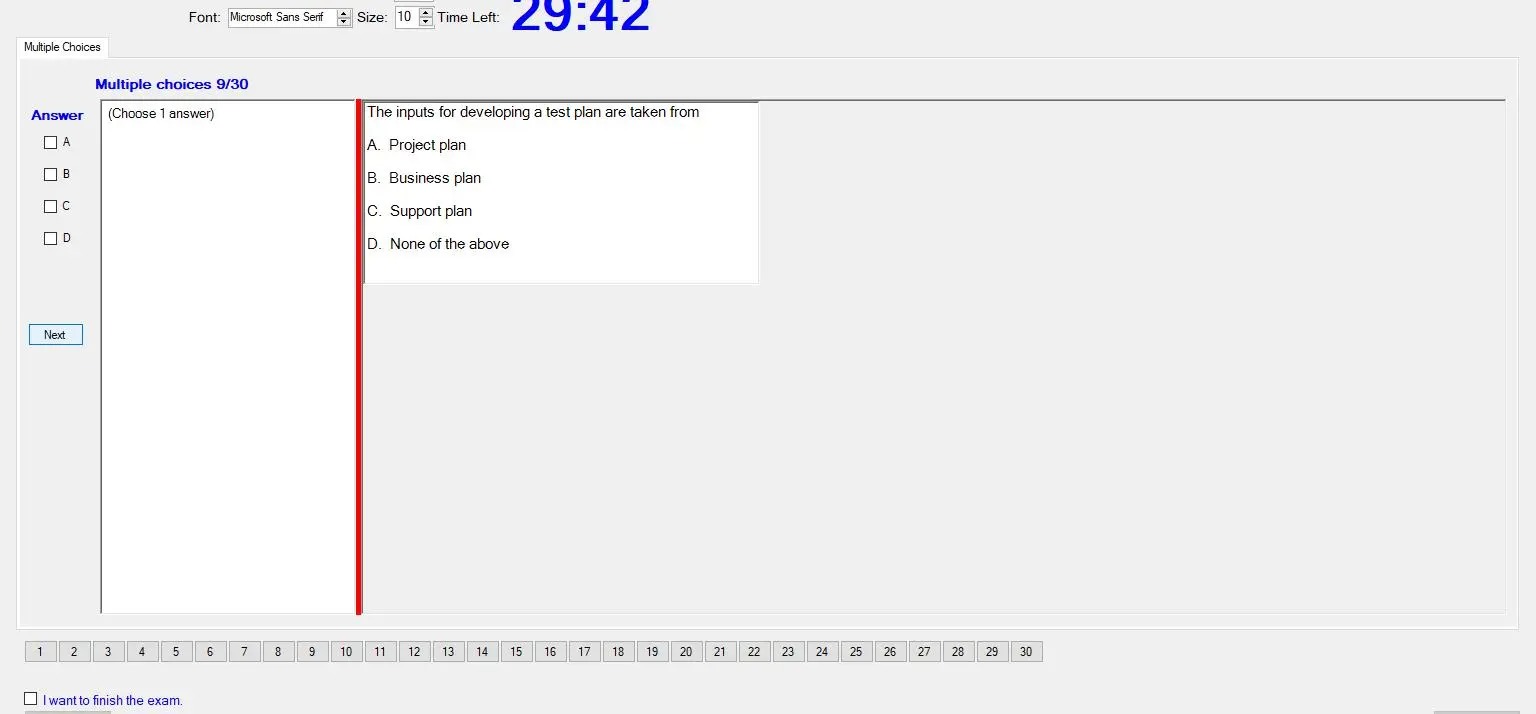 Font: Microsoft Sans Serif Size: 10 Time Left: 29:42
Multiple Choices
Multiple choices 9/30
Answer
(Choose 1 answer)
A
B
C
D
Next
The inputs for developing a test plan are taken from
A. Project plan
B. Business plan
C. Support plan
D. None of the above
1 2 3 4 5 6 7 8 9 10 11 12 13 14 15 16 17 18 19 20 21 22 23 24 25 26 27 28 29 30
I want to finish the exam.